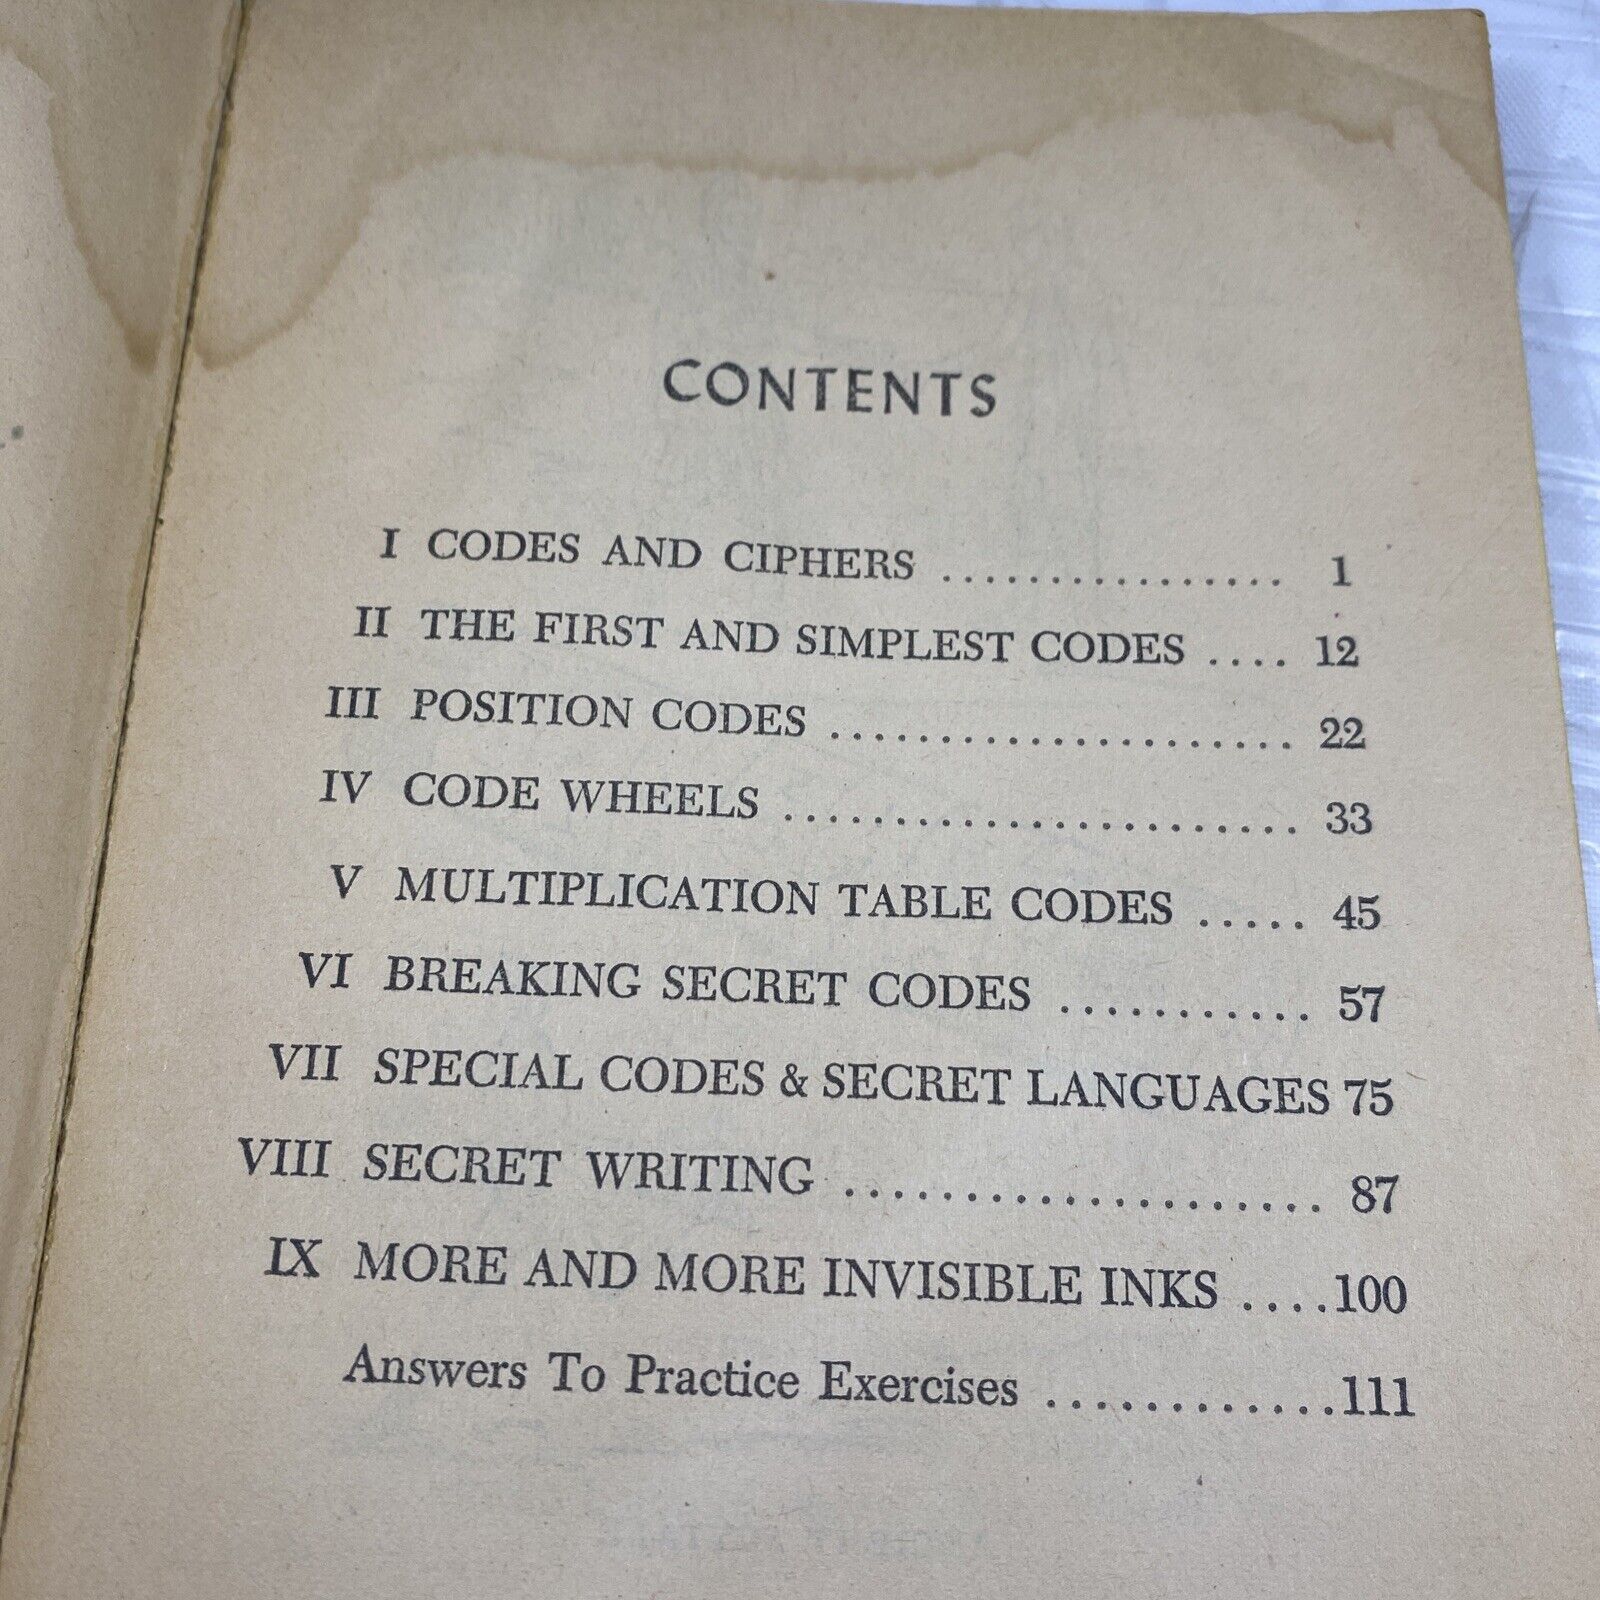 CONTENTS
I CODES AND CIPHERS ................ 1
II THE FIRST AND SIMPLEST CODES .... 12
III POSITION CODES ...................... 22
IV CODE WHEELS ........................ 33
V MULTIPLICATION TABLE CODES ..... 45
VI BREAKING SECRET CODES ........... 57
VII SPECIAL CODES & SECRET LANGUAGES 75
VIII SECRET WRITING ..................... 87
IX MORE AND MORE INVISIBLE INKS ....100
Answers To Practice Exercises .............111